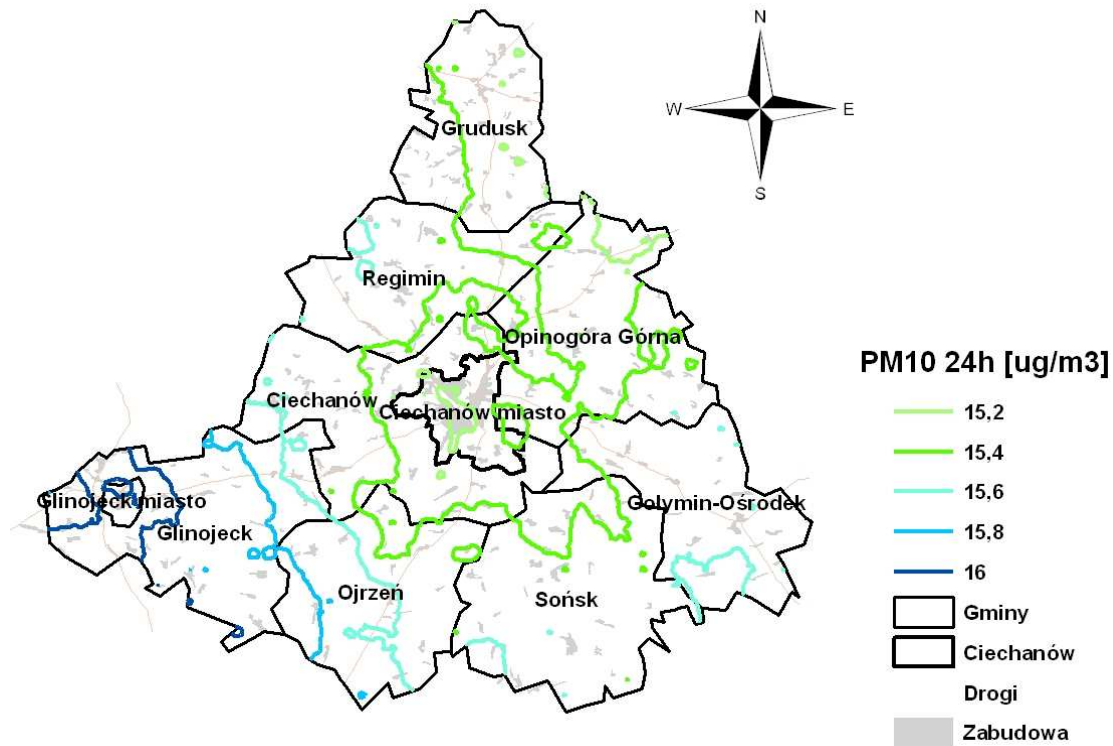 N
W
E
S
Grudusk
Regimin
Opinogóra Górna
Ciechanów
Ciechanów miasto
Glinojeck miasto
Glinojeck
Gołymin-Ośrodek
Ojrzeń
Sońsk
PM10 24h [ug/m3]
15,2
15,4
15,6
15,8
16
Gminy
Ciechanów
Drogi
Zabudowa